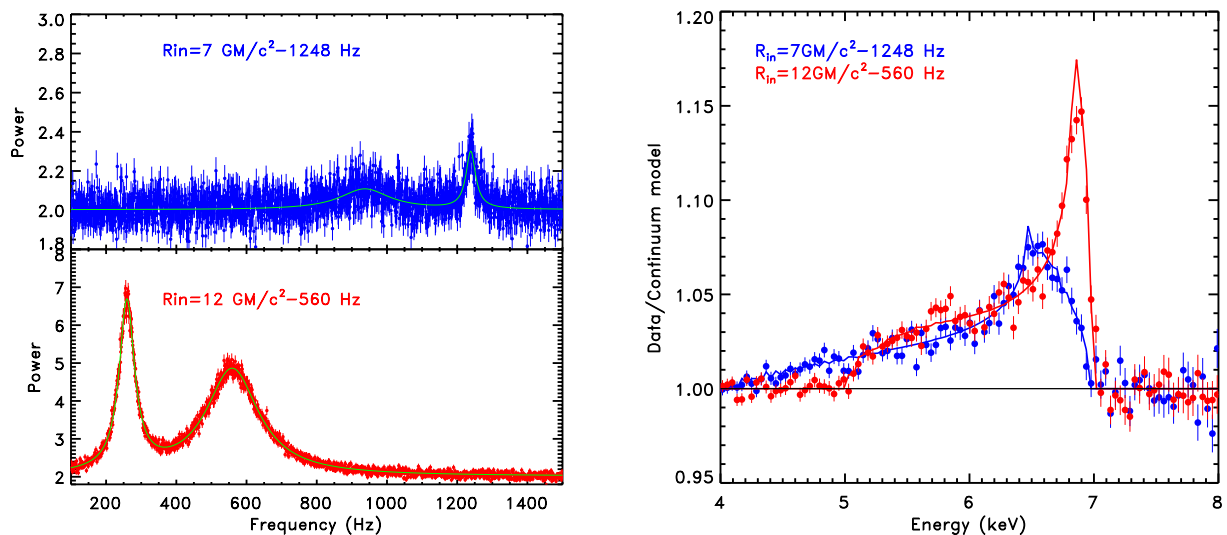 3.0
2.8
2.6
2.4
2.2
2.0
1.8
Power
Rin=7 GM/c²−1248 Hz
8
7
6
5
4
3
2
Power
Rin=12 GM/c²−560 Hz
200 400 600 800 1000 1200 1400
Frequency (Hz)
1.20
1.15
1.10
1.05
1.00
0.95
Data/Continuum model
R_in=7GM/c²−1248 Hz
R_in=12GM/c²−560 Hz
4 5 6 7 8
Energy (keV)